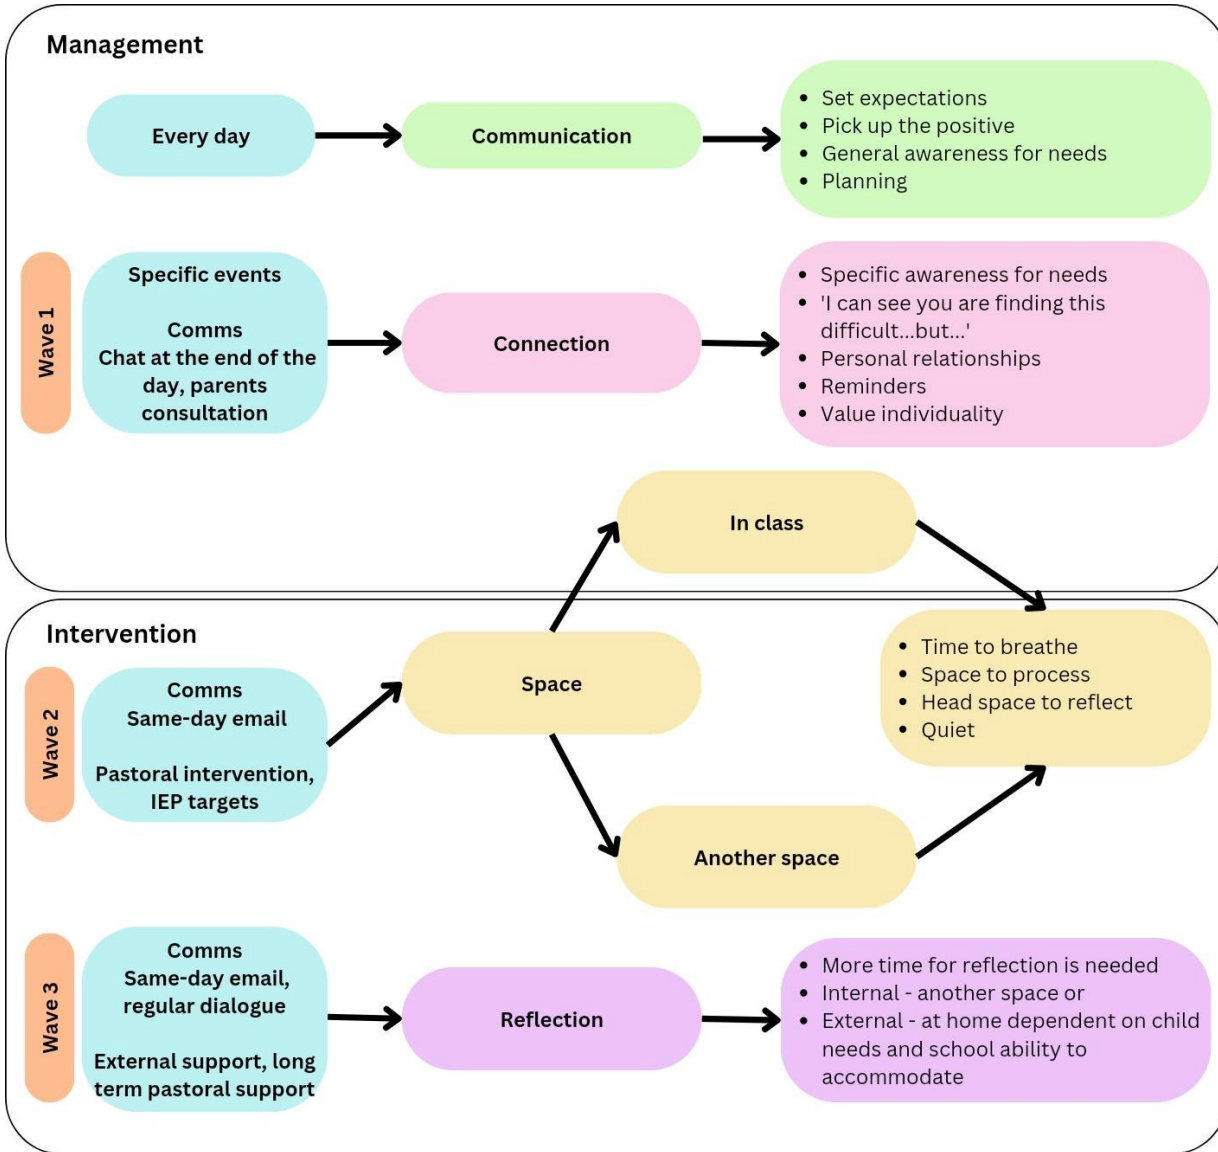 Management
Every day
Communication
• Set expectations
• Pick up the positive
• General awareness for needs
• Planning
Wave 1
Specific events
Comms
Chat at the end of the
day, parents
consultation
Connection
• Specific awareness for needs
• 'I can see you are finding this
difficult...but...'
• Personal relationships
• Reminders
• Value individuality
In class
Intervention
Wave 2
Comms
Same-day email
Pastoral intervention,
IEP targets
Space
• Time to breathe
• Space to process
• Head space to reflect
• Quiet
Another space
Wave 3
Comms
Same-day email,
regular dialogue
External support, long
term pastoral support
Reflection
• More time for reflection is needed
• Internal - another space or
• External - at home dependent on child
needs and school ability to
accommodate